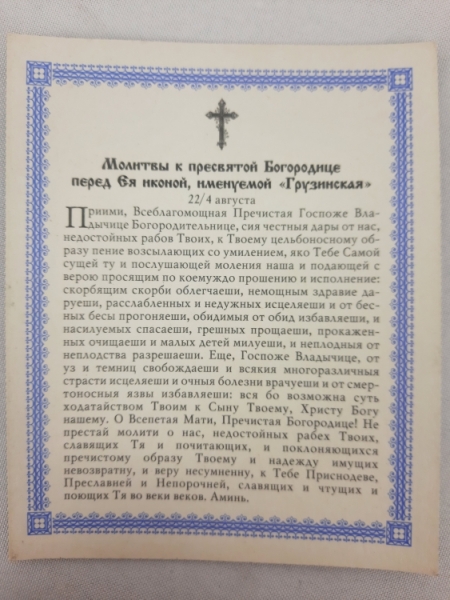 Молитвы к пресвятой Богородице
перед Ея иконой, именуемой «Грузинская»
22/4 августа
Приими, Всеблагомощная Пречистая Госпоже Вла-
дычице Богородительнице, сия честная дары от нас,
недостойных рабов Твоих, к Твоему цельбоносному об-
разу пение возсылающих со умилением, яко Тебе Самой
сущей ту и послушающей моления наша и подающей с
верою просящим по коемуждо прошению и исполнение:
скорбящим скорби облегчаеши, немощным здравие да-
руеши, расслабленных и недужных исцеляеши и от бес-
ных бесы прогоняеши, обидимыя от обид избавляеши, и
насилуемых спасаеши, грешных прощаеши, прокажен-
ных очищаеши и малых детей милуеши, и неплодныя от
неплодства разрешаеши. Еще, Госпоже Владычице, от
уз и темниц свобождаеши и всякия многоразличныя
страсти исцеляеши и очныя болезни врачуеши и от смер-
тоносныя язвы избавляеши: вся бо возможна суть
ходатайством Твоим к Сыну Твоему, Христу Богу
нашему. О Всепетая Мати, Пречистая Богородице! Не
престай молити о нас, недостойных рабех Твоих,
славящих Тя и почитающих, и поклоняющихся
пречистому образу Твоему и надежду имущих
невозвратну, и веру несумненну, к Тебе Приснодеве,
Преславней и Непорочней, славящих и чтущих и
поющих Тя во веки веков. Аминь.